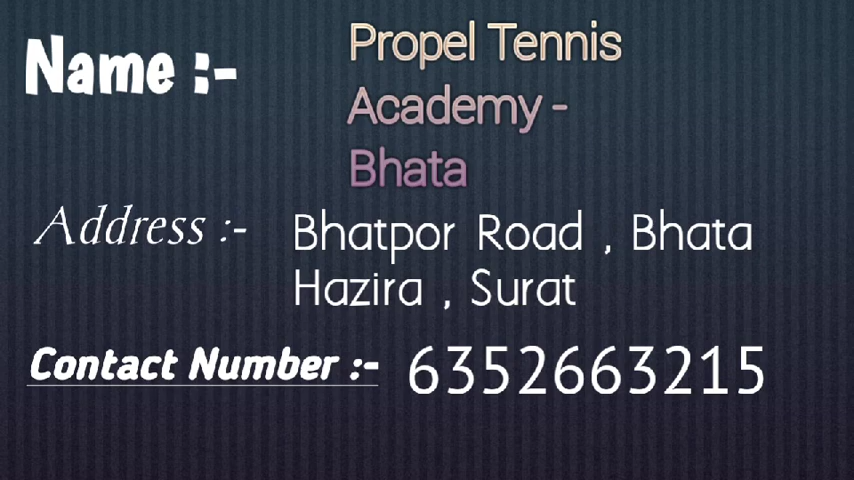 Name :-
Propel Tennis
Academy -
Bhata
Address :-
Bhatpor Road , Bhata
Hazira , Surat
Contact Number :-
6352663215